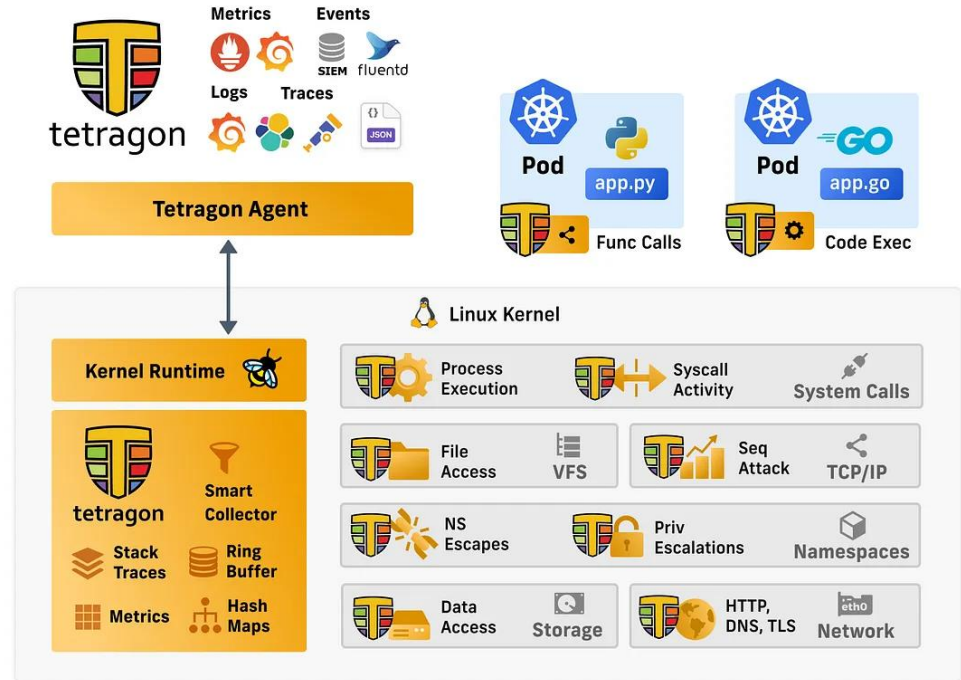 Metrics
Events
SIEM
fluentd
Logs
Traces
{}
JSON
tetragon
Tetragon Agent
Pod
app.py
Func Calls
Pod
GO
app.go
Code Exec
Linux Kernel
Kernel Runtime
tetragon
Smart
Collector
Stack
Traces
Ring
Buffer
Metrics
Hash
Maps
Process
Execution
Syscall
Activity
System Calls
File
Access
VFS
Seq
Attack
TCP/IP
NS
Escapes
Priv
Escalations
Namespaces
Data
Access
Storage
HTTP,
DNS, TLS
eth0
Network